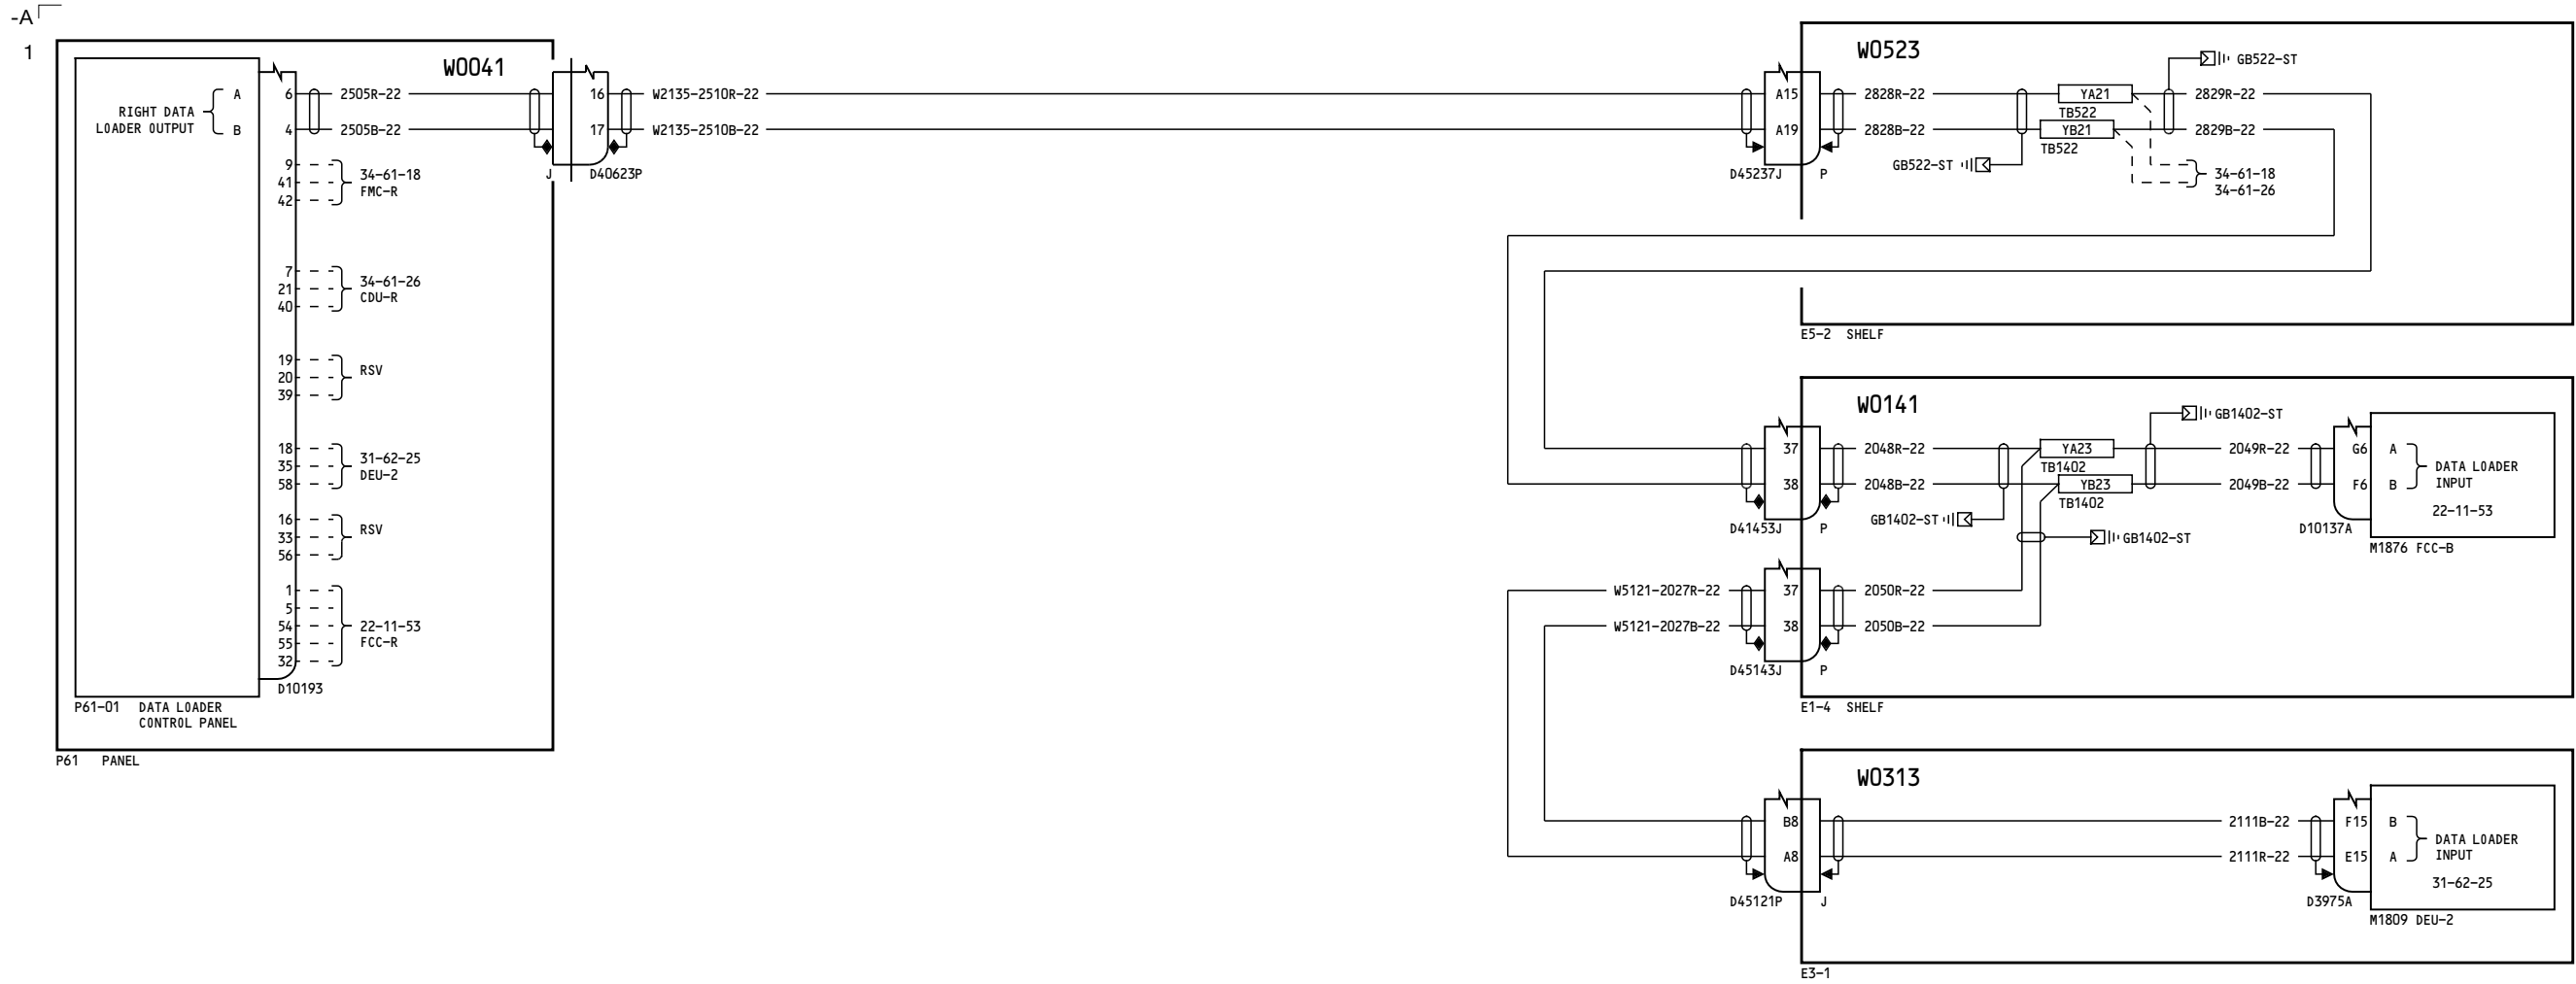 -A
1
W0041
RIGHT DATA
LOADER OUTPUT
A
B
6
4
2505R-22
2505B-22
9
41
42
34-61-18
FMC-R
7
21
40
34-61-26
CDU-R
19
20
39
RSV
18
35
58
31-62-25
DEU-2
16
33
56
RSV
1
5
54
55
32
22-11-53
FCC-R
D10193
P61-01 DATA LOADER
CONTROL PANEL
P61 PANEL
16
17
J D40623P
W2135-2510R-22
W2135-2510B-22
W0523
A15
A19
D45237J P
2828R-22
2828B-22
GB522-ST
YA21
TB522
YB21
TB522
GB522-ST
2829R-22
2829B-22
34-61-18
34-61-26
E5-2 SHELF
W0141
37
38
D41453J P
2048R-22
2048B-22
GB1402-ST
YA23
TB1402
YB23
TB1402
GB1402-ST
GB1402-ST
2049R-22
2049B-22
G6 A
F6 B
DATA LOADER
INPUT
22-11-53
D10137A
M1876 FCC-B
W5121-2027R-22
W5121-2027B-22
37
38
D45143J P
2050R-22
2050B-22
E1-4 SHELF
W0313
B8
A8
D45121P J
2111B-22
2111R-22
F15 B
E15 A
DATA LOADER
INPUT
31-62-25
D3975A
M1809 DEU-2
E3-1